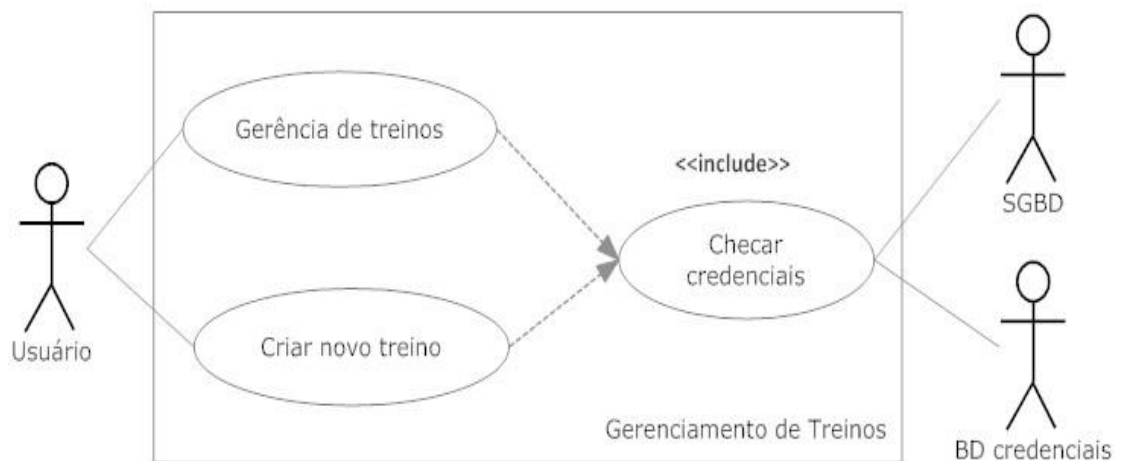 Gerência de treinos
<<include>>
SGBD
Checar
credenciais
Usuário
Criar novo treino
Gerenciamento de Treinos
BD credenciais